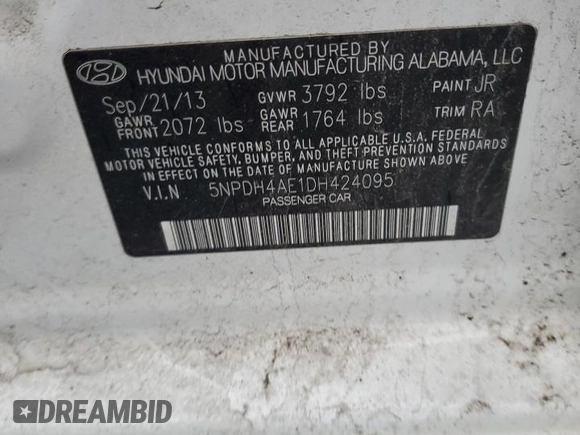 MANUFACTURED BY
HYUNDAI MOTOR MANUFACTURING ALABAMA, LLC
Sep/21/13 GVWR 3792 lbs PAINT JR
GAWR FRONT 2072 lbs GAWR REAR 1764 lbs TRIM RA
THIS VEHICLE CONFORMS TO ALL APPLICABLE U.S.A. FEDERAL
MOTOR VEHICLE SAFETY, BUMPER, AND THEFT PREVENTION STANDARDS
IN EFFECT ON THE DATE OF MANUFACTURE SHOWN ABOVE.
V.I.N 5NPDH4AE1DH424095
PASSENGER CAR
DREAMBID